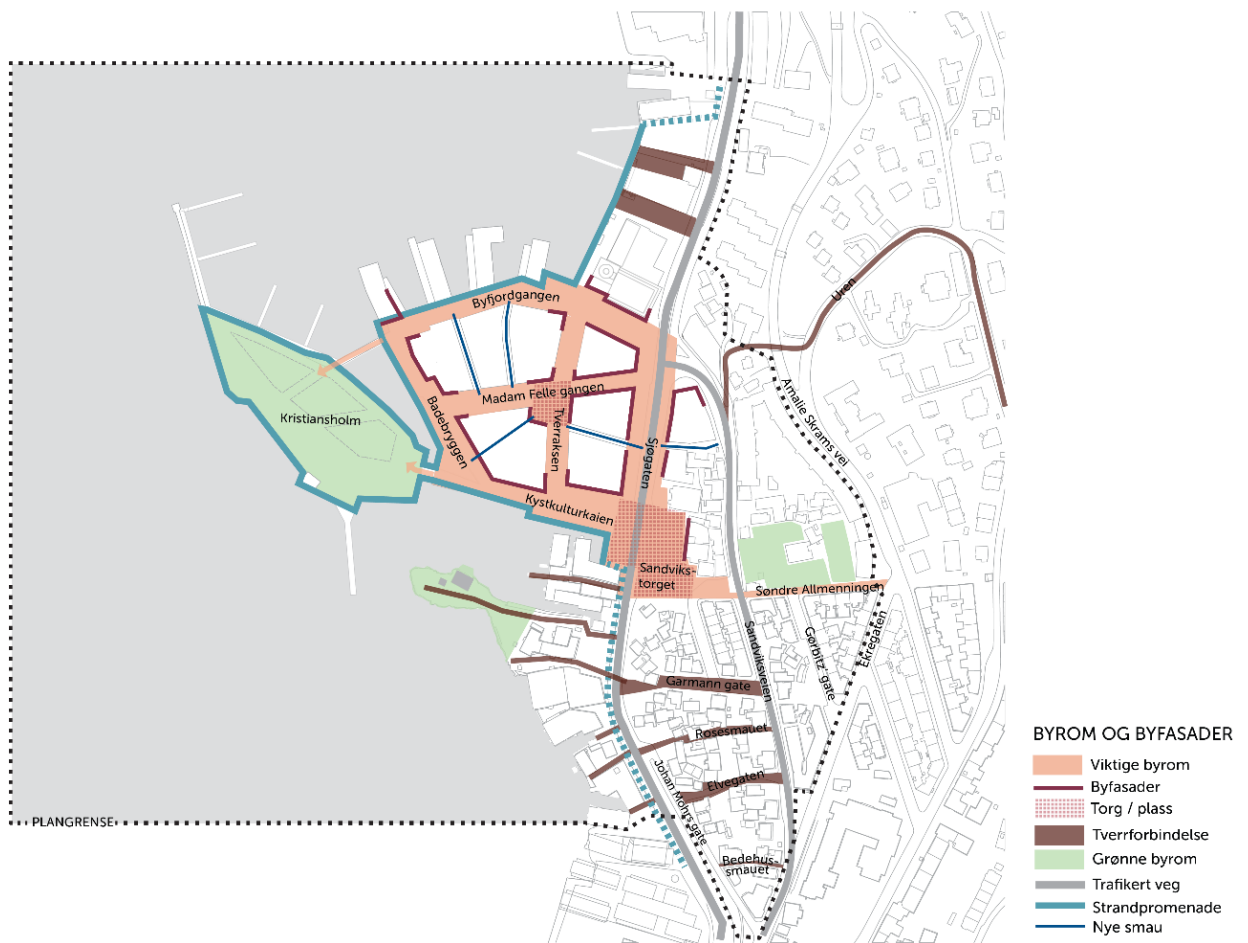 Byfjordgangen
Uren
Madam Felle gangen
Amalie Skrams vei
Kristiansholm
Badebryggen
Tverraksen
Sjøgaten
Kystkulturkaien
Sandviks-
torget
Søndre Allmenningen
Sandviksveien
Gørbitz' gate
Ekregaten
Garmann gate
Rosesmauet
Elvegaten
Johan Mohrs gate
Bedehus-
smauet
PLANGRENSE
BYROM OG BYFASADER
Viktige byrom
Byfasader
Torg / plass
Tverrforbindelse
Grønne byrom
Trafikert veg
Strandpromenade
Nye smau